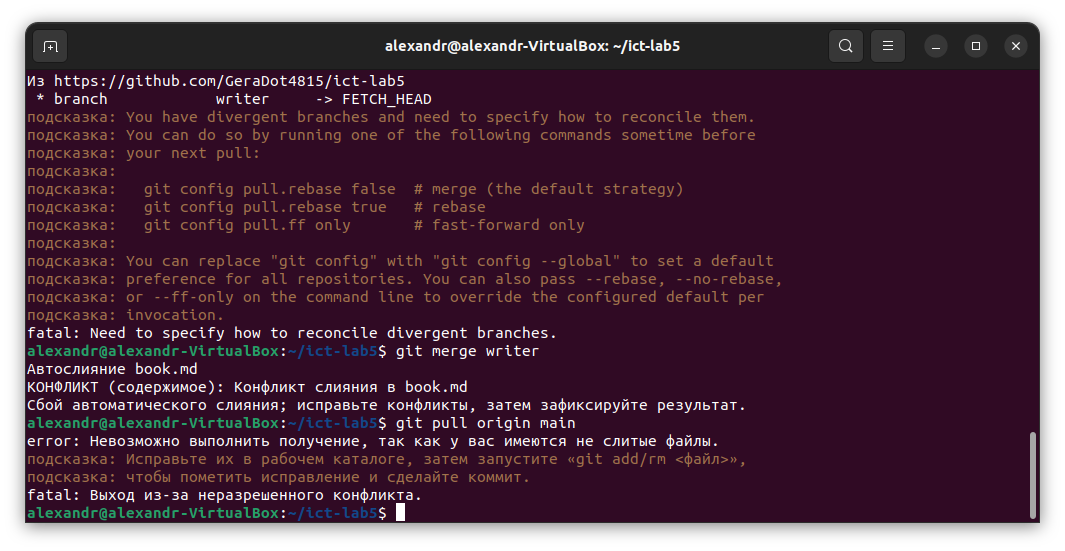 alexandr@alexandr-VirtualBox: ~/ict-lab5
Из https://github.com/GeraDot4815/ict-lab5
 * branch            writer     -> FETCH_HEAD
подсказка: You have divergent branches and need to specify how to reconcile them.
подсказка: You can do so by running one of the following commands sometime before
подсказка: your next pull:
подсказка:
подсказка:   git config pull.rebase false  # merge (the default strategy)
подсказка:   git config pull.rebase true   # rebase
подсказка:   git config pull.ff only       # fast-forward only
подсказка:
подсказка: You can replace "git config" with "git config --global" to set a default
подсказка: preference for all repositories. You can also pass --rebase, --no-rebase,
подсказка: or --ff-only on the command line to override the configured default per
подсказка: invocation.
fatal: Need to specify how to reconcile divergent branches.
alexandr@alexandr-VirtualBox:~/ict-lab5$ git merge writer
Автослияние book.md
КОНФЛИКТ (содержимое): Конфликт слияния в book.md
Сбой автоматического слияния; исправьте конфликты, затем зафиксируйте результат.
alexandr@alexandr-VirtualBox:~/ict-lab5$ git pull origin main
error: Невозможно выполнить получение, так как у вас имеются не слитые файлы.
подсказка: Исправьте их в рабочем каталоге, затем запустите «git add/rm <файл>»,
подсказка: чтобы пометить исправление и сделайте коммит.
fatal: Выход из-за неразрешенного конфликта.
alexandr@alexandr-VirtualBox:~/ict-lab5$